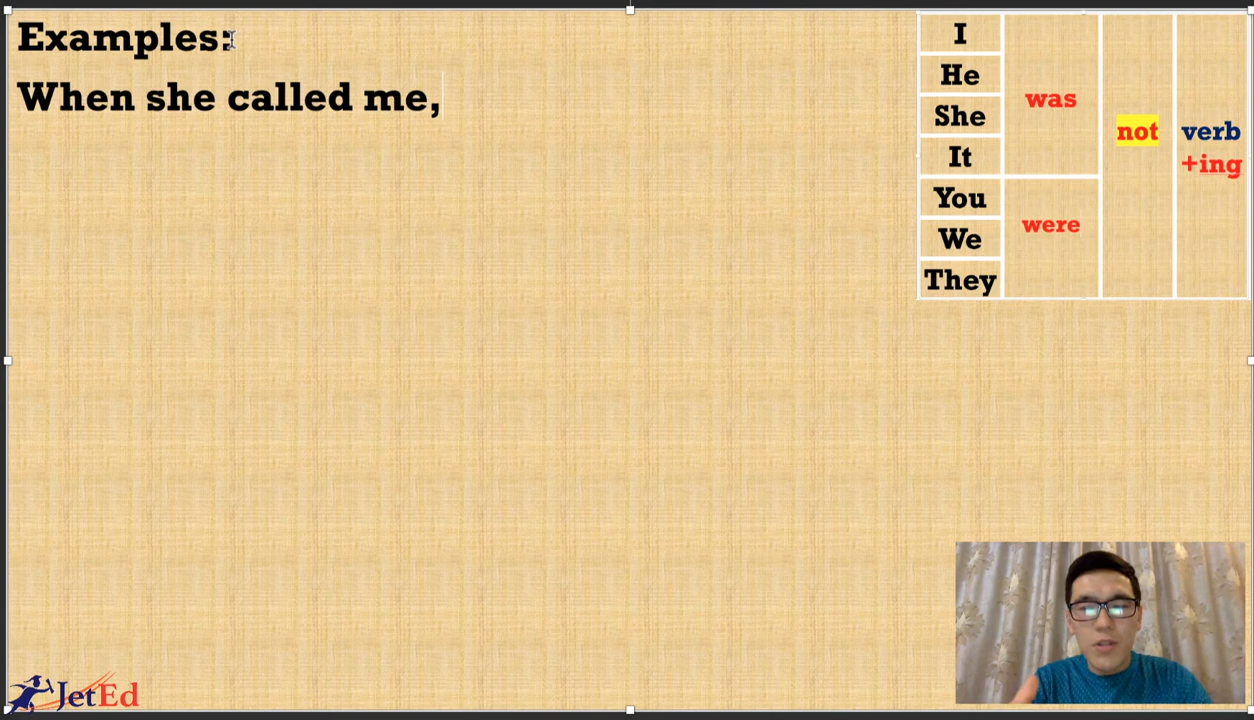 Examples:
When she called me,
I
He
She
It
You
We
They
was
were
not
verb
+ing
JetEd